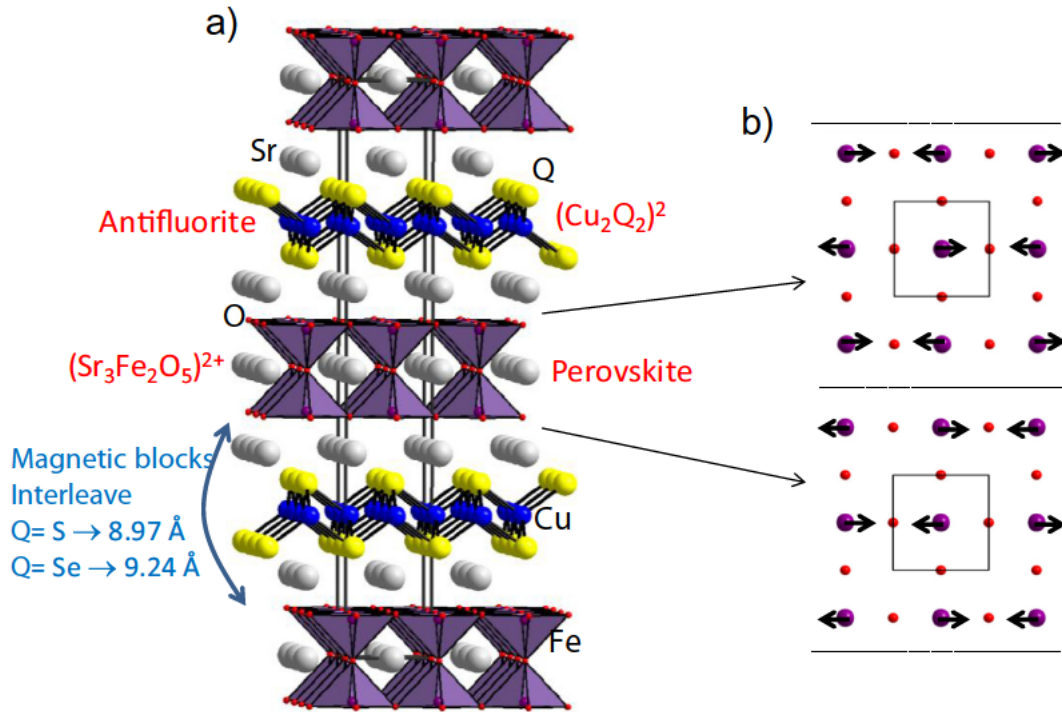 a)
b)
Sr
Q
Antifluorite
(Cu₂Q₂)²
O
(Sr₃Fe₂O₅)²⁺
Perovskite
Magnetic blocks
Interleave
Q= S → 8.97 Å
Q= Se → 9.24 Å
Cu
Fe